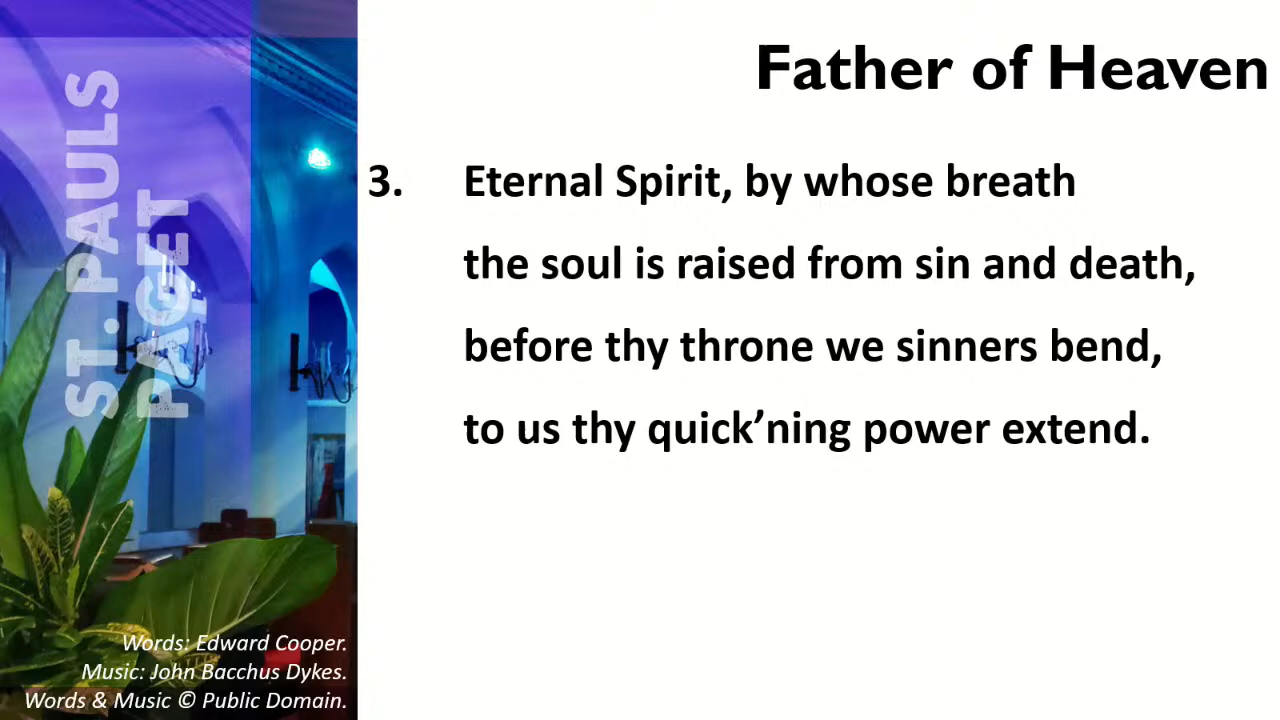 ST. PAULS
PAGET
Father of Heaven
3. Eternal Spirit, by whose breath
the soul is raised from sin and death,
before thy throne we sinners bend,
to us thy quick’ning power extend.
Words: Edward Cooper.
Music: John Bacchus Dykes.
Words & Music © Public Domain.